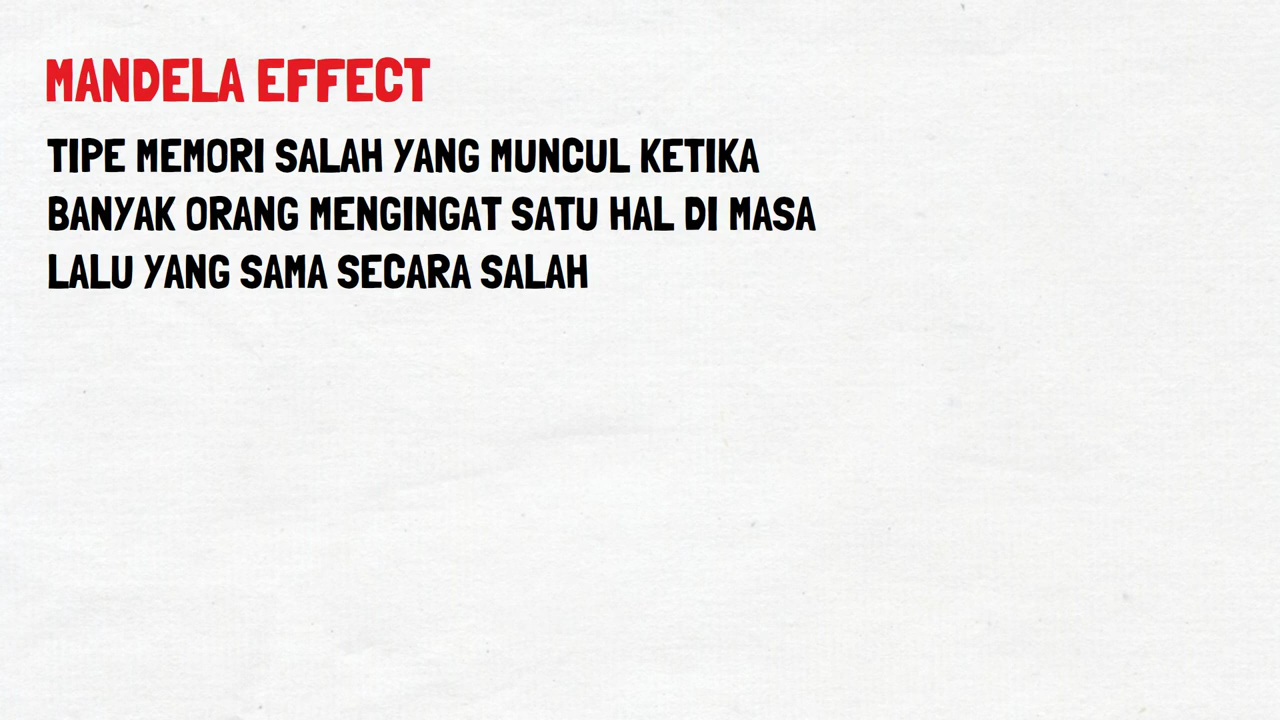 MANDELA EFFECT
TIPE MEMORI SALAH YANG MUNCUL KETIKA
BANYAK ORANG MENGINGAT SATU HAL DI MASA
LALU YANG SAMA SECARA SALAH